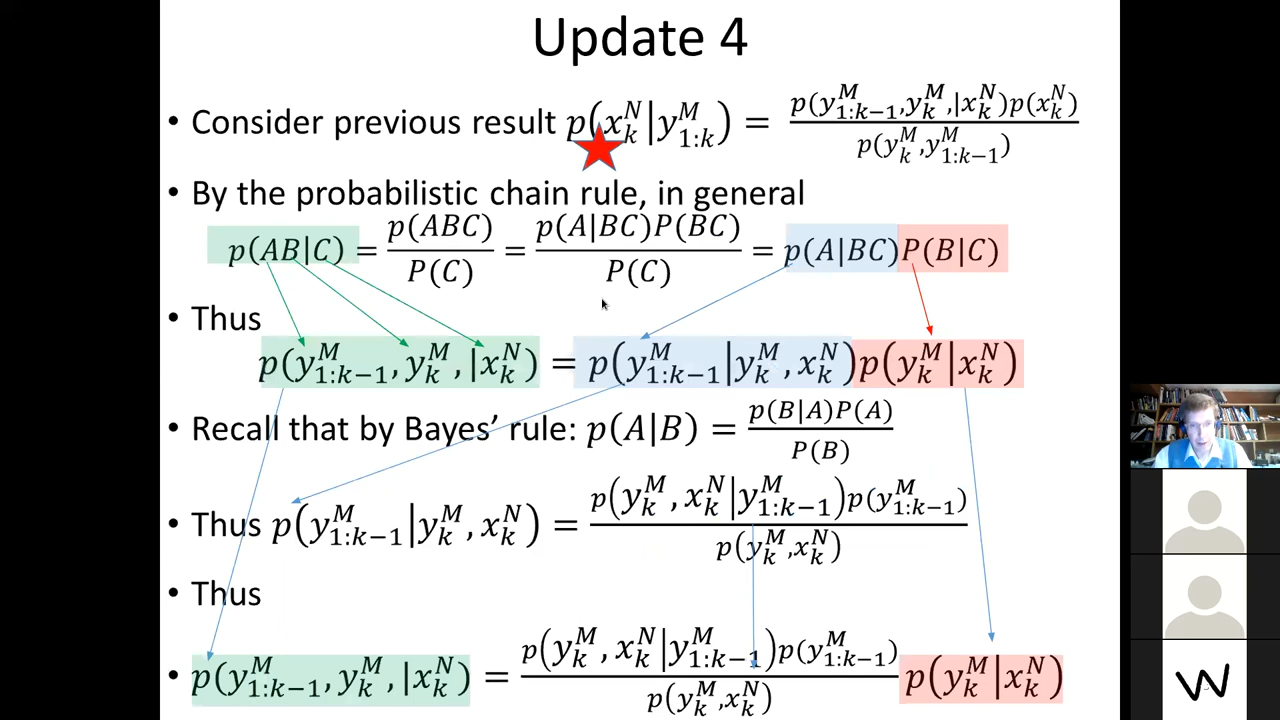 Update 4
• Consider previous result p(x_k^N|y_{1:k}^M) = p(y_{1:k−1}^M,y_k^M,|x_k^N)p(x_k^N) / p(y_k^M,y_{1:k−1}^M)
• By the probabilistic chain rule, in general
p(AB|C) = p(ABC) / P(C) = p(A|BC)P(BC) / P(C) = p(A|BC)P(B|C)
• Thus
p(y_{1:k−1}^M, y_k^M, |x_k^N) = p(y_{1:k−1}^M|y_k^M, x_k^N)p(y_k^M|x_k^N)
• Recall that by Bayes’ rule: p(A|B) = p(B|A)P(A) / P(B)
• Thus p(y_{1:k−1}^M|y_k^M, x_k^N) = p(y_k^M, x_k^N|y_{1:k−1}^M)p(y_{1:k−1}^M) / p(y_k^M,x_k^N)
• Thus
• p(y_{1:k−1}^M, y_k^M, |x_k^N) = p(y_k^M, x_k^N|y_{1:k−1}^M)p(y_{1:k−1}^M) / p(y_k^M,x_k^N) p(y_k^M|x_k^N)
W